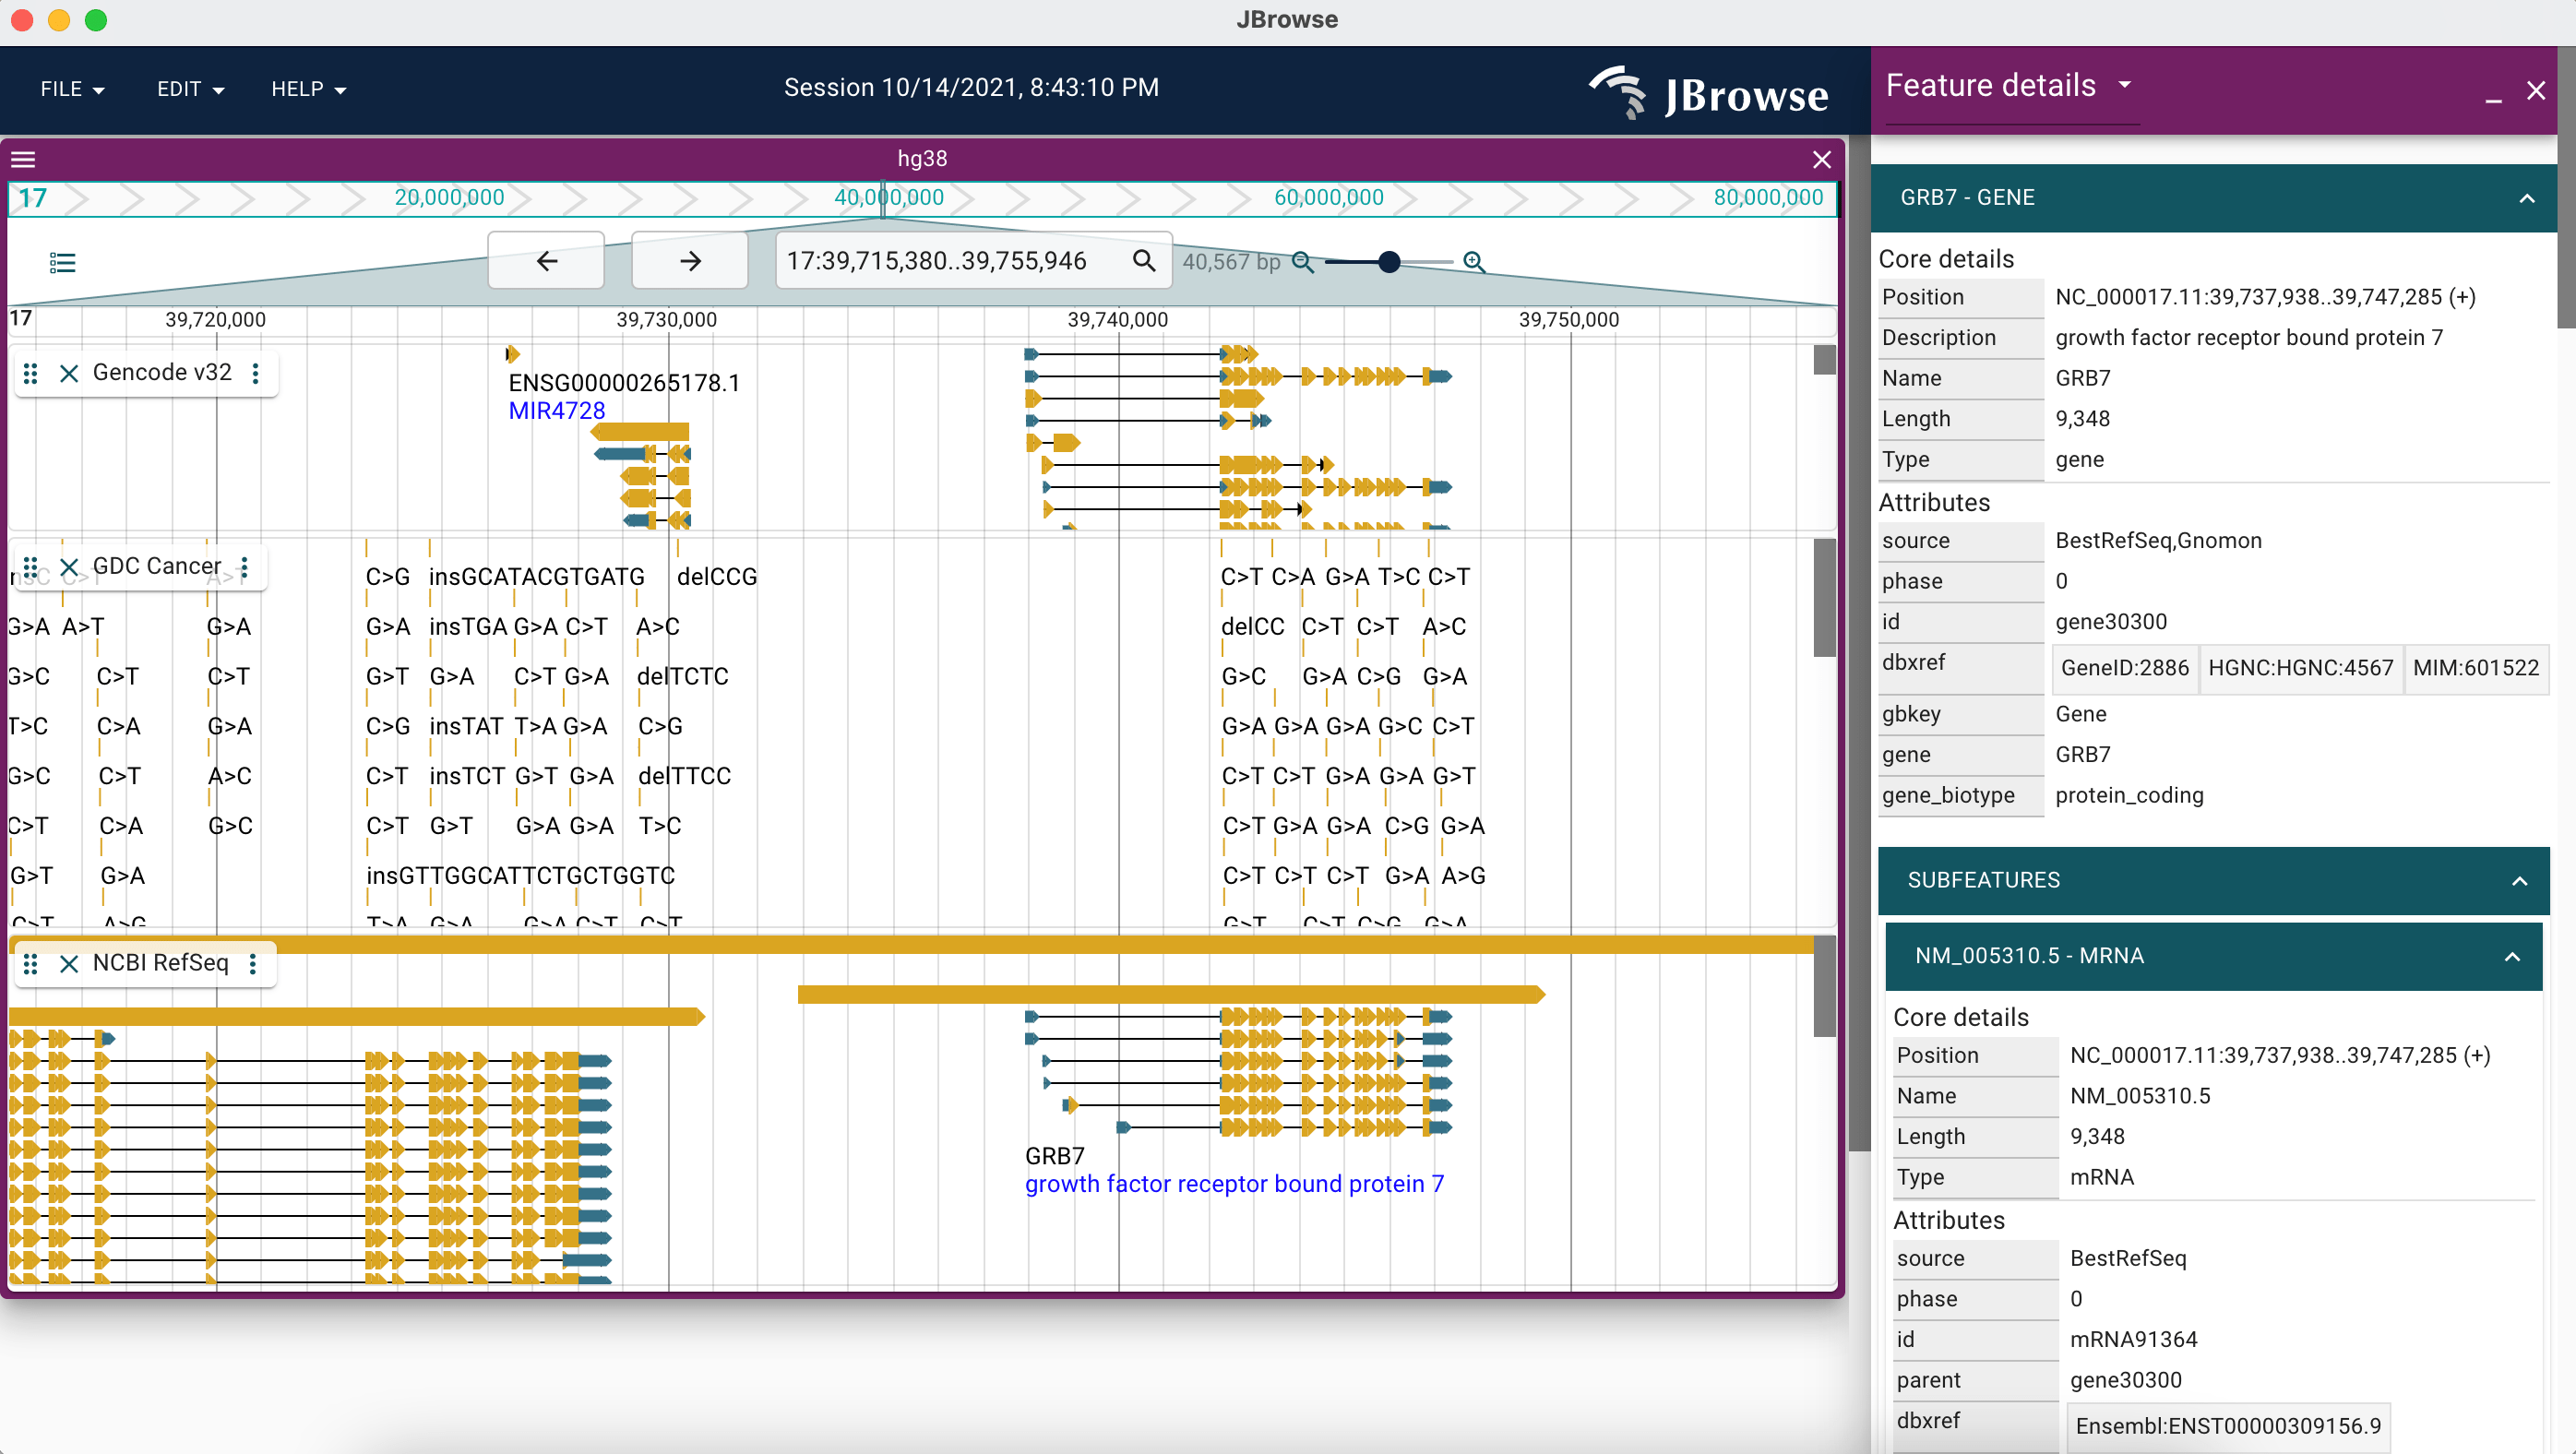 JBrowse
FILE EDIT HELP Session 10/14/2021, 8:43:10 PM JBrowse
hg38
17 20,000,000 40,000,000 60,000,000 80,000,000
17:39,715,380..39,755,946 40,567 bp
17 39,720,000 39,730,000 39,740,000 39,750,000
Gencode v32
ENSG00000265178.1
MIR4728
GDC Cancer
C>G insGCATACGTGATG delCCG C>T C>A G>A T>C C>T
G>A A>T G>A G>A insTGA G>A C>T A>C delCC C>T C>T A>C
G>C C>T C>T G>T G>A C>T G>A delTCTC G>C G>A C>G G>A
T>C C>A G>A C>G insTAT T>A G>A C>G G>A G>A G>A G>C C>T
G>C C>T A>C C>T insTCT G>T G>A delTTCC C>T C>T G>A G>A G>T
C>T C>A G>C C>T G>T G>A G>A T>C C>T G>A G>A C>G G>A
G>T G>A insGTTGGCATTCTGCTGGTC C>T C>T C>T G>A A>G
NCBI RefSeq
GRB7
growth factor receptor bound protein 7
Feature details
GRB7 - GENE
Core details
Position NC_000017.11:39,737,938..39,747,285 (+)
Description growth factor receptor bound protein 7
Name GRB7
Length 9,348
Type gene
Attributes
source BestRefSeq,Gnomon
phase 0
id gene30300
dbxref GeneID:2886 HGNC:HGNC:4567 MIM:601522
gbkey Gene
gene GRB7
gene_biotype protein_coding
SUBFEATURES
NM_005310.5 - MRNA
Core details
Position NC_000017.11:39,737,938..39,747,285 (+)
Name NM_005310.5
Length 9,348
Type mRNA
Attributes
source BestRefSeq
phase 0
id mRNA91364
parent gene30300
dbxref Ensembl:ENST00000309156.9